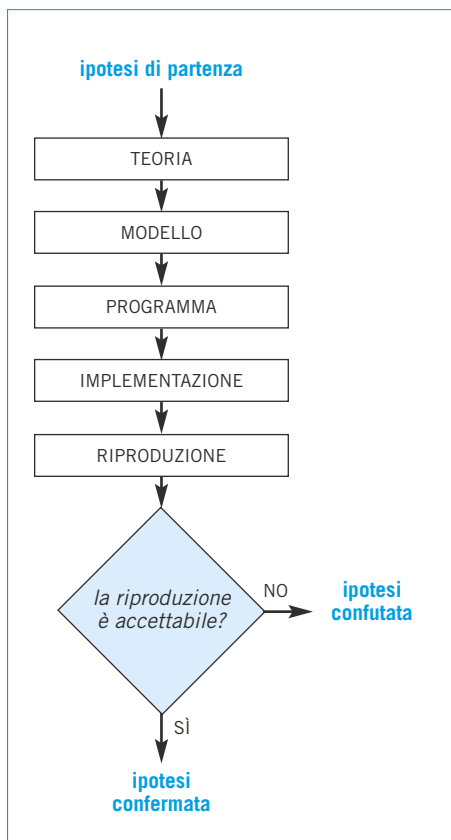 ipotesi di partenza
TEORIA
MODELLO
PROGRAMMA
IMPLEMENTAZIONE
RIPRODUZIONE
la riproduzione
è accettabile?
NO
ipotesi
confutata
SÌ
ipotesi
confermata